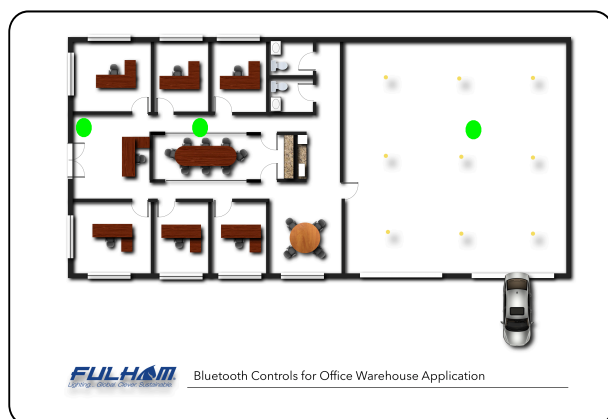 FULHAM
Lighting... Global. Clever. Sustainable.
Bluetooth Controls for Office Warehouse Application